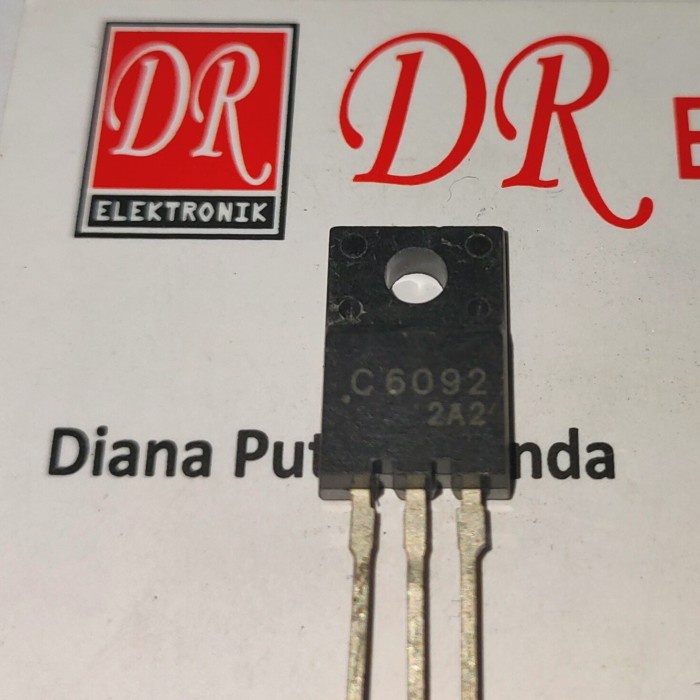 DR
ELEKTRONIK
DR E
C6092
2A2
Diana Put nda